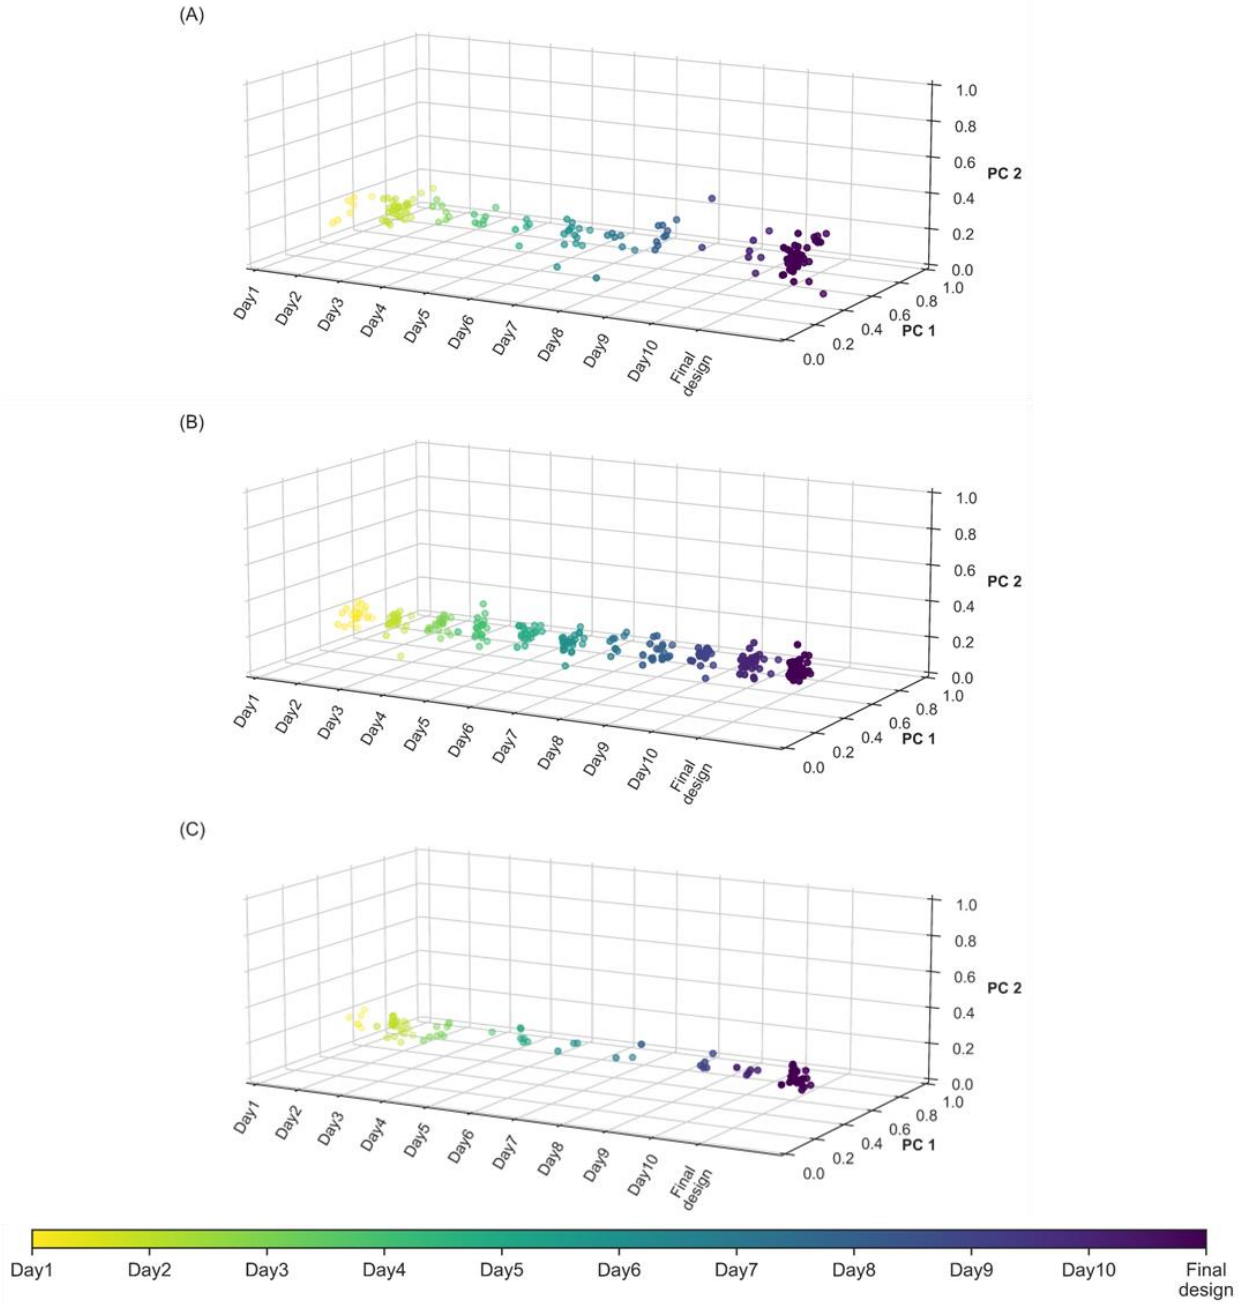 (A)
1.0
0.8
0.6
PC 2
0.4
0.2
0.0
1.0
0.8
0.6
PC 1
0.4
0.2
0.0
Day1
Day2
Day3
Day4
Day5
Day6
Day7
Day8
Day9
Day10
Final
design
(B)
1.0
0.8
0.6
PC 2
0.4
0.2
0.0
1.0
0.8
0.6
PC 1
0.4
0.2
0.0
Day1
Day2
Day3
Day4
Day5
Day6
Day7
Day8
Day9
Day10
Final
design
(C)
1.0
0.8
0.6
PC 2
0.4
0.2
0.0
1.0
0.8
0.6
PC 1
0.4
0.2
0.0
Day1
Day2
Day3
Day4
Day5
Day6
Day7
Day8
Day9
Day10
Final
design
Day1 Day2 Day3 Day4 Day5 Day6 Day7 Day8 Day9 Day10 Final
design